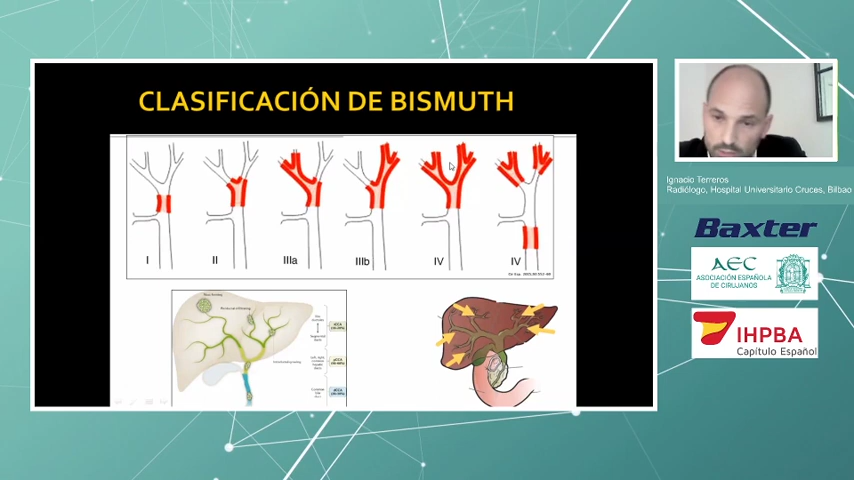 CLASIFICACIÓN DE BISMUTH
I
II
IIIa
IIIb
IV
IV
Ignacio Terreros
Radiólogo, Hospital Universitario Cruces, Bilbao
Baxter
AEC
ASOCIACIÓN ESPAÑOLA
DE CIRUJANOS
IHPBA
Capítulo Español